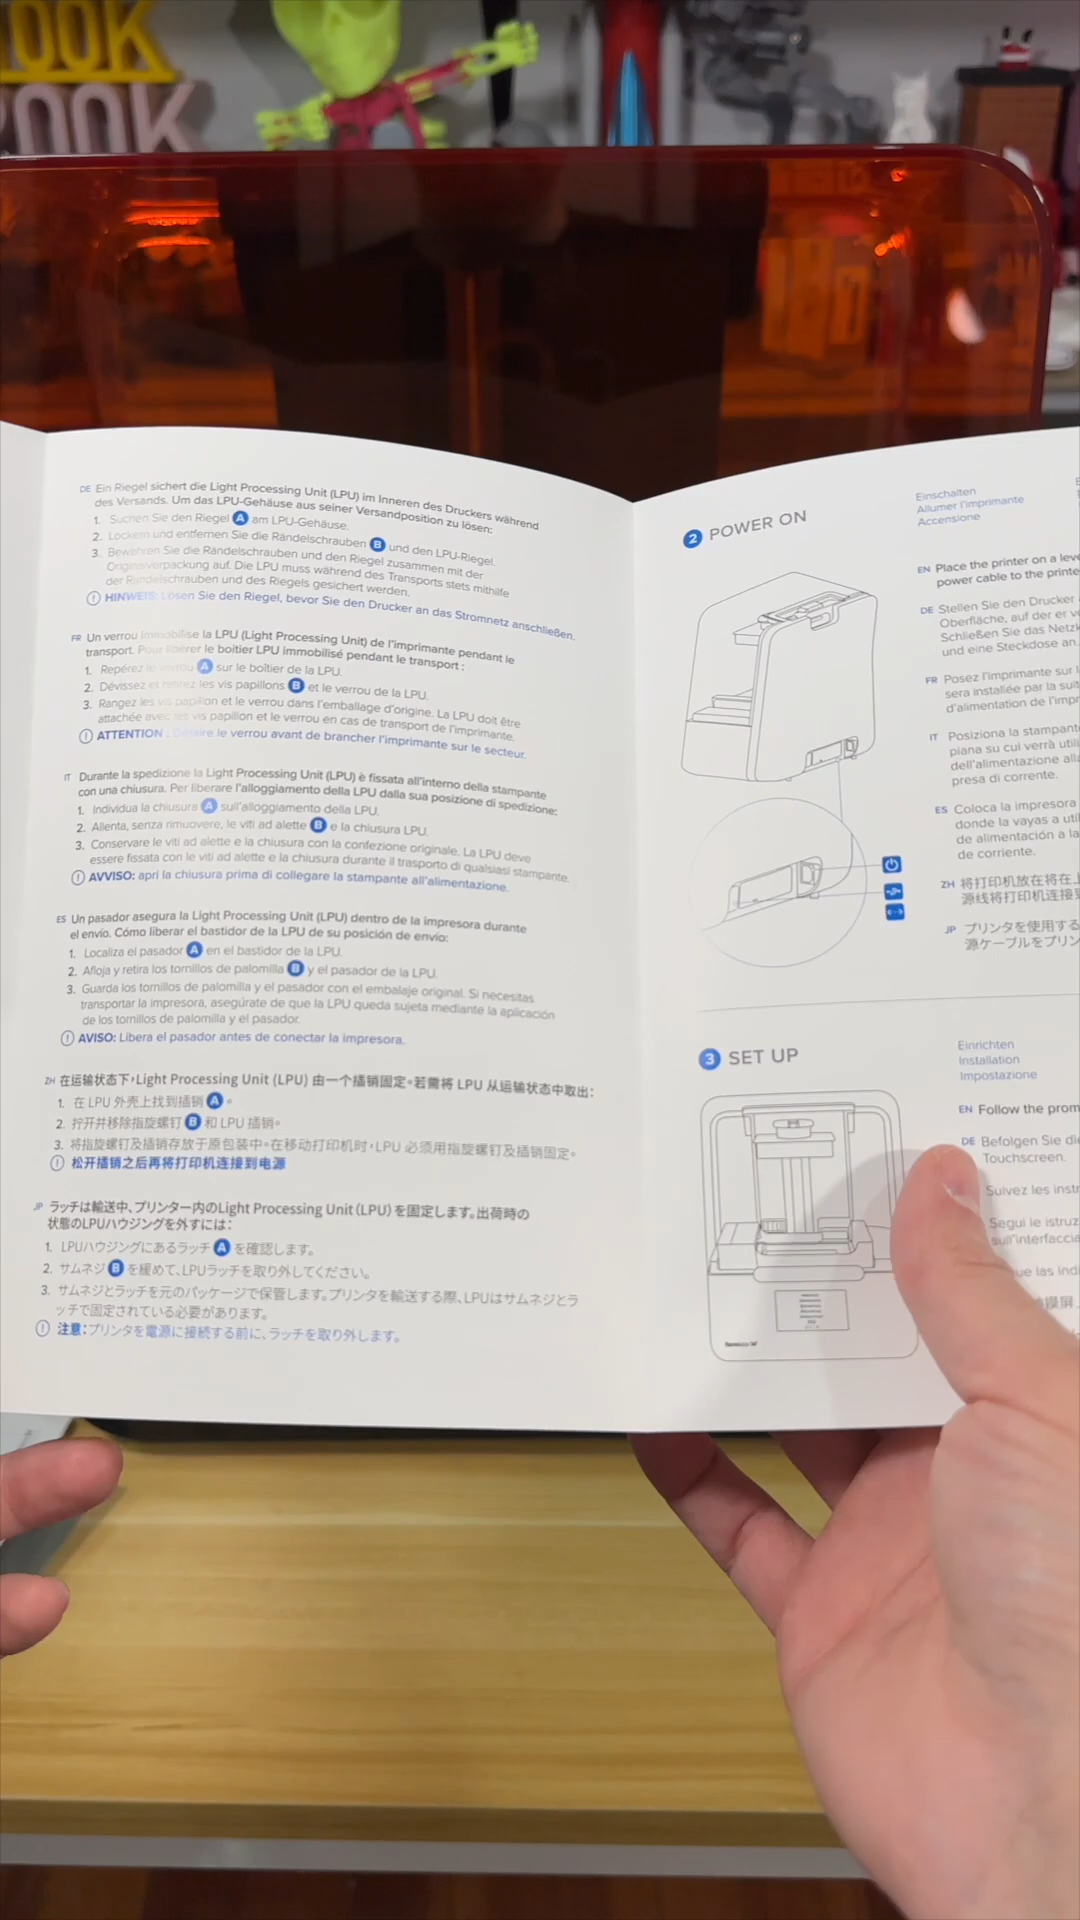 OOK
OOK
DE Ein Riegel sichert die Light Processing Unit (LPU) im Inneren des Druckers während
des Versands. Um das LPU-Gehäuse aus seiner Versandposition zu lösen:
1. Suchen Sie den Riegel A am LPU-Gehäuse.
2. Lockern und entfernen Sie die Rändelschrauben B und den LPU-Riegel.
3. Bewahren Sie die Rändelschrauben und den Riegel zusammen mit der
Originalverpackung auf. Die LPU muss während des Transports stets mithilfe
der Rändelschrauben und des Riegels gesichert werden.
! HINWEIS: Lösen Sie den Riegel, bevor Sie den Drucker an das Stromnetz anschließen.
FR Un verrou immobilise la LPU (Light Processing Unit) de l'imprimante pendant le
transport. Pour libérer le boitier LPU immobilisé pendant le transport :
1. Repérez le verrou A sur le boîtier de la LPU.
2. Dévissez et retirez les vis papillons B et le verrou de la LPU.
3. Rangez les vis papillon et le verrou dans l'emballage d'origine. La LPU doit être
attachée avec les vis papillon et le verrou en cas de transport de l'imprimante.
! ATTENTION : Défaire le verrou avant de brancher l'imprimante sur le secteur.
IT Durante la spedizione la Light Processing Unit (LPU) è fissata all'interno della stampante
con una chiusura. Per liberare l'alloggiamento della LPU dalla sua posizione di spedizione:
1. Individua la chiusura A sull'alloggiamento della LPU.
2. Allenta, senza rimuovere, le viti ad alette B e la chiusura LPU.
3. Conservare le viti ad alette e la chiusura con la confezione originale. La LPU deve
essere fissata con le viti ad alette e la chiusura durante il trasporto di qualsiasi stampante.
! AVVISO: apri la chiusura prima di collegare la stampante all'alimentazione.
ES Un pasador asegura la Light Processing Unit (LPU) dentro de la impresora durante
el envío. Cómo liberar el bastidor de la LPU de su posición de envío:
1. Localiza el pasador A en el bastidor de la LPU.
2. Afloja y retira los tornillos de palomilla B y el pasador de la LPU.
3. Guarda los tornillos de palomilla y el pasador con el embalaje original. Si necesitas
transportar la impresora, asegúrate de que la LPU queda sujeta mediante la aplicación
de los tornillos de palomilla y el pasador.
! AVISO: Libera el pasador antes de conectar la impresora.
ZH 在运输状态下,Light Processing Unit (LPU) 由一个插销固定。若需将 LPU 从运输状态中取出:
1. 在 LPU 外壳上找到插销 A 。
2. 拧开并移除指旋螺钉 B 和 LPU 插销。
3. 将指旋螺钉及插销存放于原包装中。在移动打印机时,LPU 必须用指旋螺钉及插销固定。
! 松开插销之后再将打印机连接到电源
JP ラッチは輸送中、プリンター内のLight Processing Unit (LPU) を固定します。出荷時の
状態のLPUハウジングを外すには:
1. LPUハウジングにあるラッチ A を確認します。
2. サムネジ B を緩めて、LPUラッチを取り外してください。
3. サムネジとラッチを元のパッケージで保管します。プリンタを輸送する際、LPUはサムネジとラ
ッチで固定されている必要があります。
! 注意:プリンタを電源に接続する前に、ラッチを取り外します。
2 POWER ON
Einschalten
Allumer l'imprimante
Accensione
EN Place the printer on a leve
power cable to the printe
DE Stellen Sie den Drucker
Oberfläche, auf der er v
Schließen Sie das Netzk
und eine Steckdose an.
FR Posez l'imprimante sur l
sera installée par la suit
d'alimentation de l'impr
IT Posiziona la stampant
piana su cui verrà utili
dell'alimentazione alla
presa di corrente.
ES Coloca la impresora
donde la vayas a util
de alimentación a la
de corriente.
ZH 将打印机放在将在上
源线将打印机连接到
JP プリンタを使用する
源ケーブルをプリン
3 SET UP
Einrichten
Installation
Impostazione
EN Follow the prom
DE Befolgen Sie die
Touchscreen.
Suivez les inst
Segui le istruz
sull'interfaccia
ue las indi
摸屏